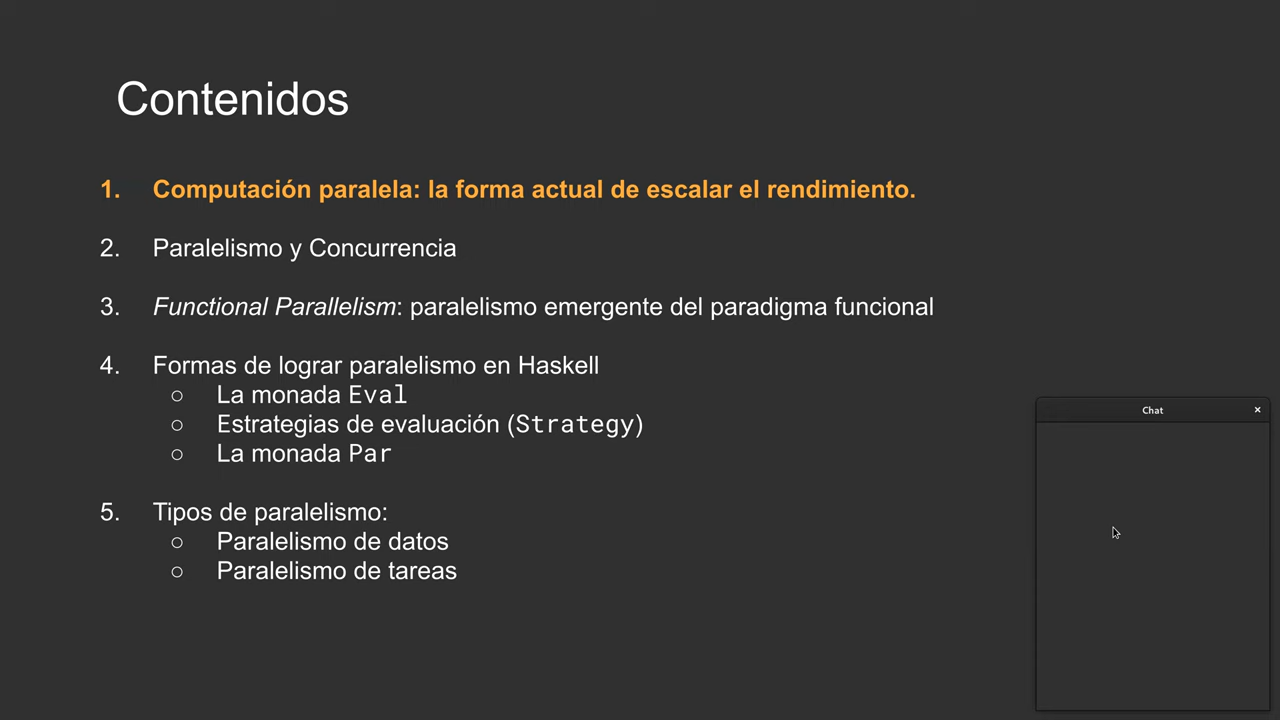 Contenidos
1. Computación paralela: la forma actual de escalar el rendimiento.
2. Paralelismo y Concurrencia
3. Functional Parallelism: paralelismo emergente del paradigma funcional
4. Formas de lograr paralelismo en Haskell
○ La monada Eval
○ Estrategias de evaluación (Strategy)
○ La monada Par
5. Tipos de paralelismo:
○ Paralelismo de datos
○ Paralelismo de tareas
Chat ×